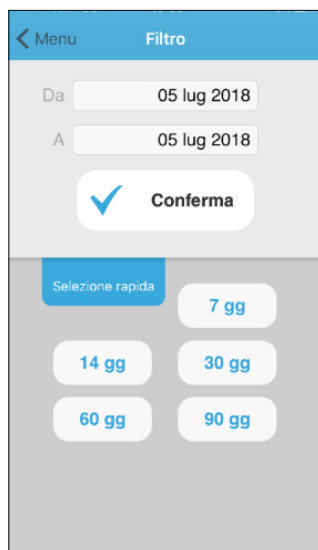 Menu
Filtro
Da
05 lug 2018
A
05 lug 2018
Conferma
Selezione rapida
7 gg
14 gg
30 gg
60 gg
90 gg